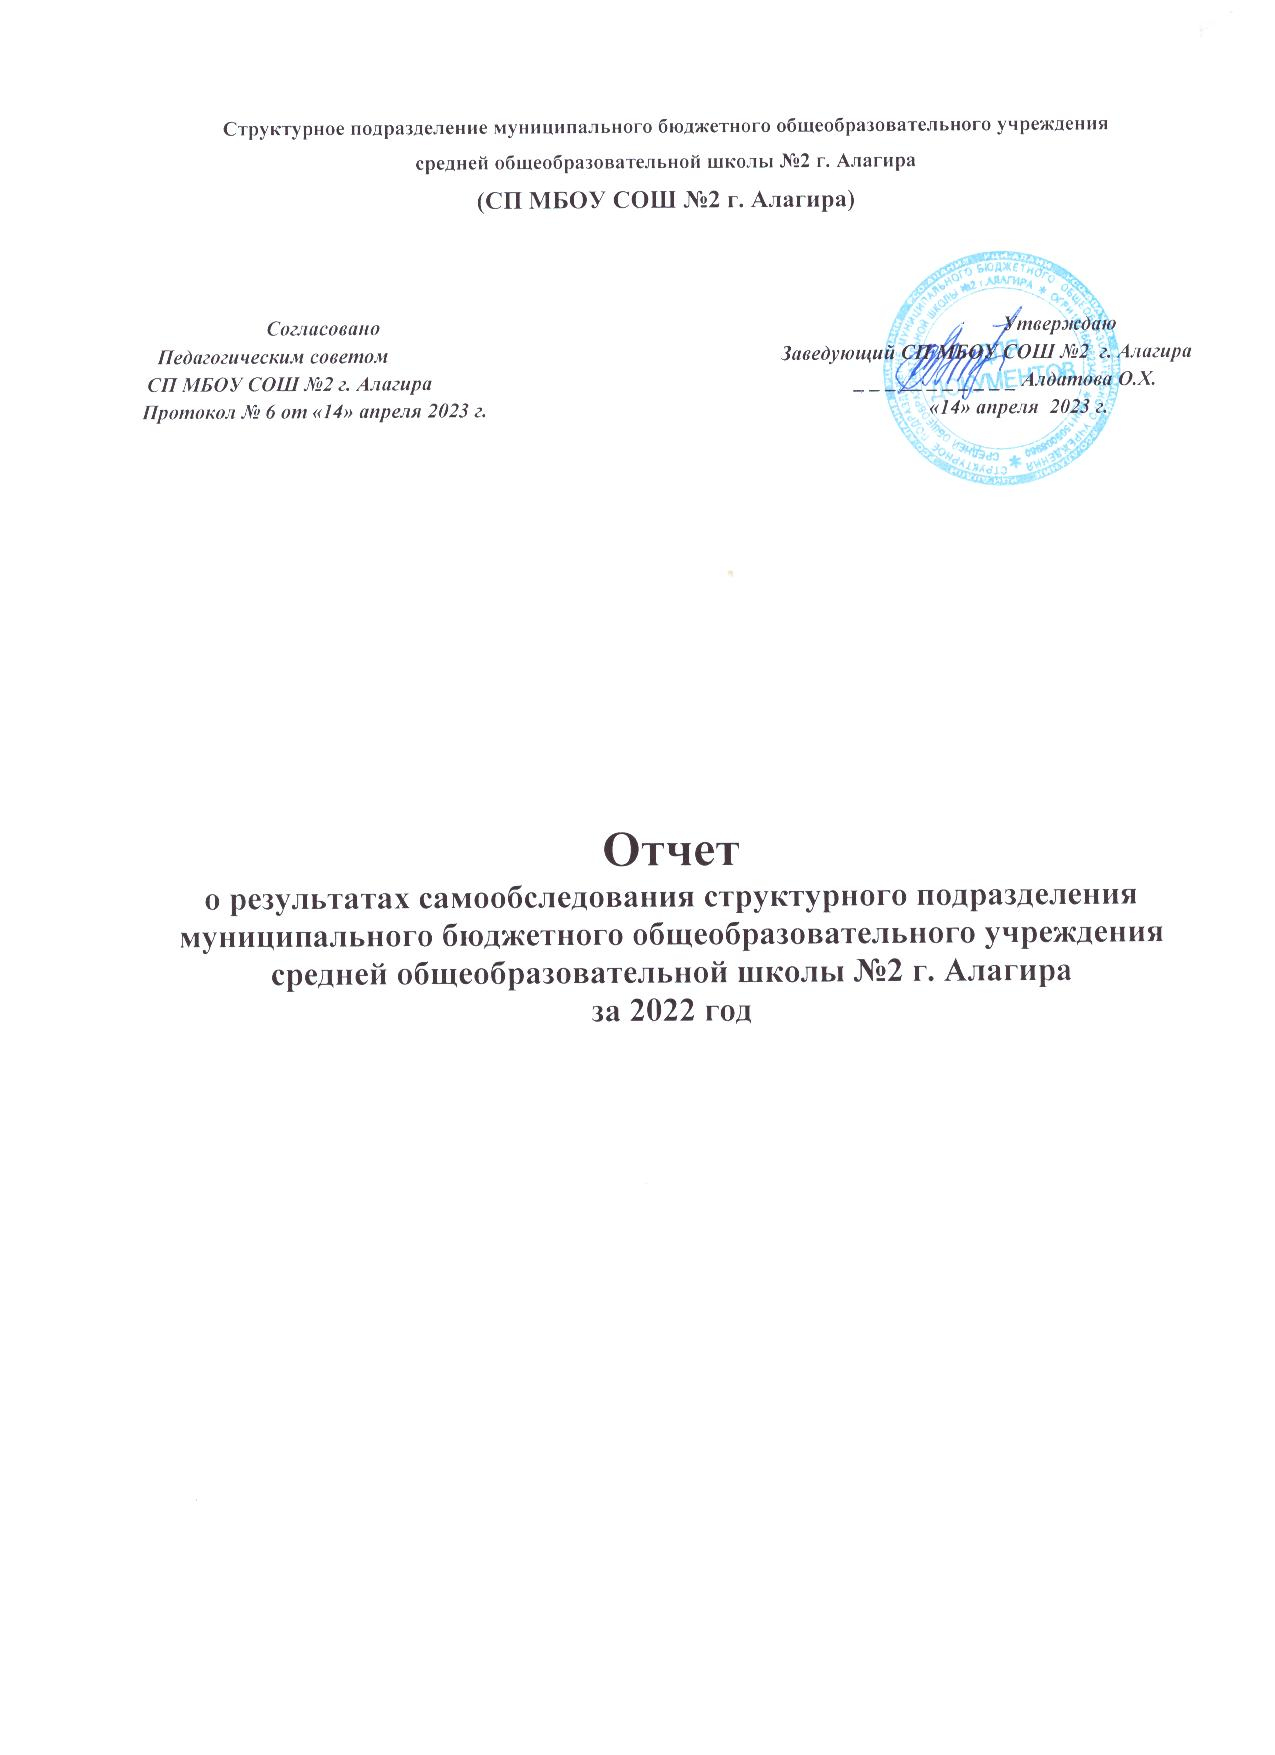 Структурное подразделение муниципального бюджетного общеобразовательного учреждения
средней общеобразовательной школы №2 г. Алагира
(СП МБОУ СОШ №2 г. Алагира)
Согласовано
Педагогическим советом
СП МБОУ СОШ №2 г. Алагира
Протокол № 6 от «14» апреля 2023 г.
Утверждаю
Заведующий СП МБОУ СОШ №2 г. Алагира
____________ Алдатова О.Х.
«14» апреля 2023 г.
ДОКУМЕНТОВ
Отчет
о результатах самообследования структурного подразделения
муниципального бюджетного общеобразовательного учреждения
средней общеобразовательной школы №2 г. Алагира
за 2022 год